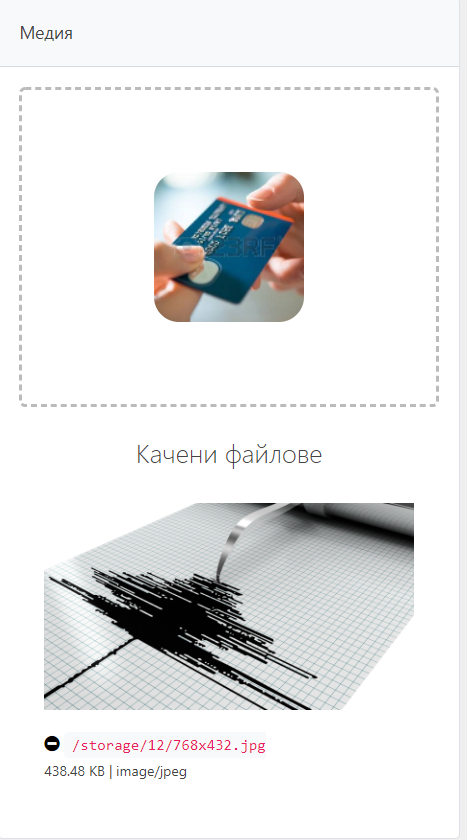 Медия
Качени файлове
/storage/12/768x432.jpg
438.48 KB | image/jpeg